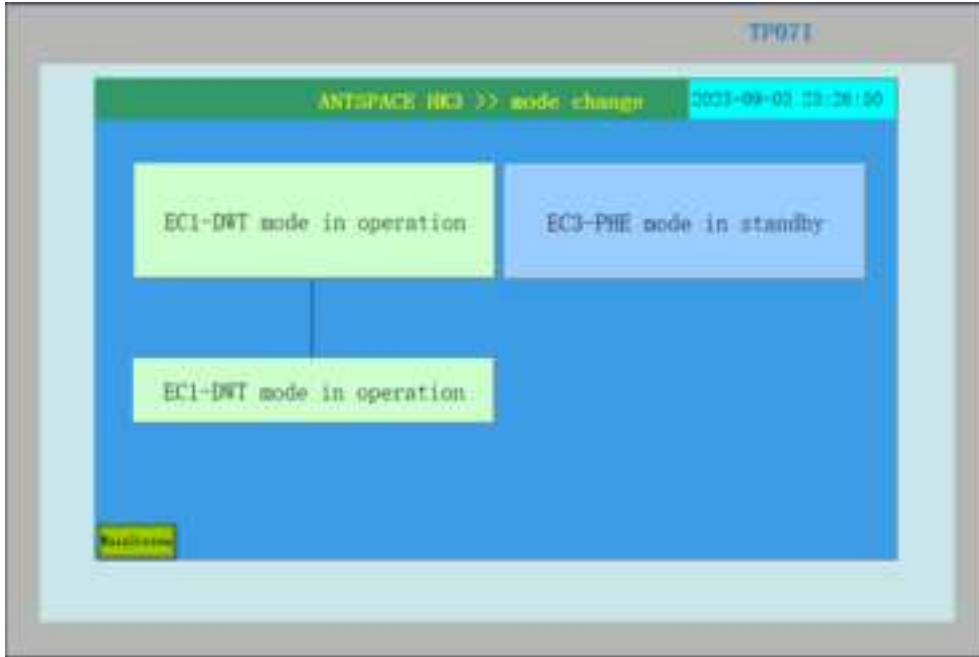 TP07I
ANTSPACE HK3 >> mode change
EC1-DWT mode in operation
EC3-PHE mode in standby
EC1-DWT mode in operation